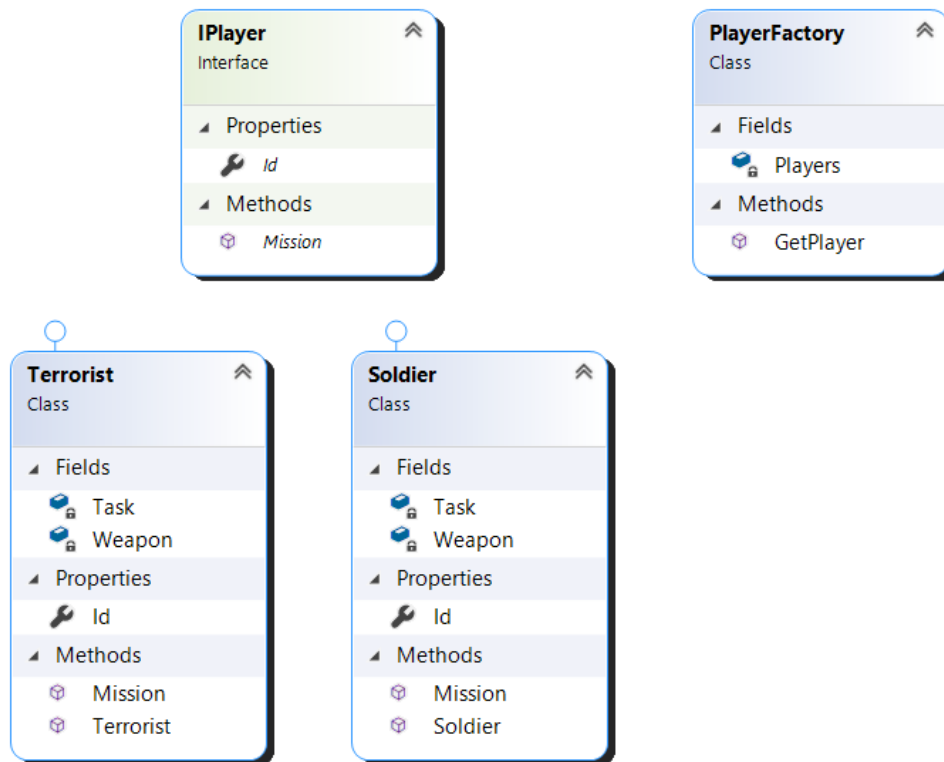 IPlayer
Interface
Properties
Id
Methods
Mission
PlayerFactory
Class
Fields
Players
Methods
GetPlayer
Terrorist
Class
Fields
Task
Weapon
Properties
Id
Methods
Mission
Terrorist
Soldier
Class
Fields
Task
Weapon
Properties
Id
Methods
Mission
Soldier